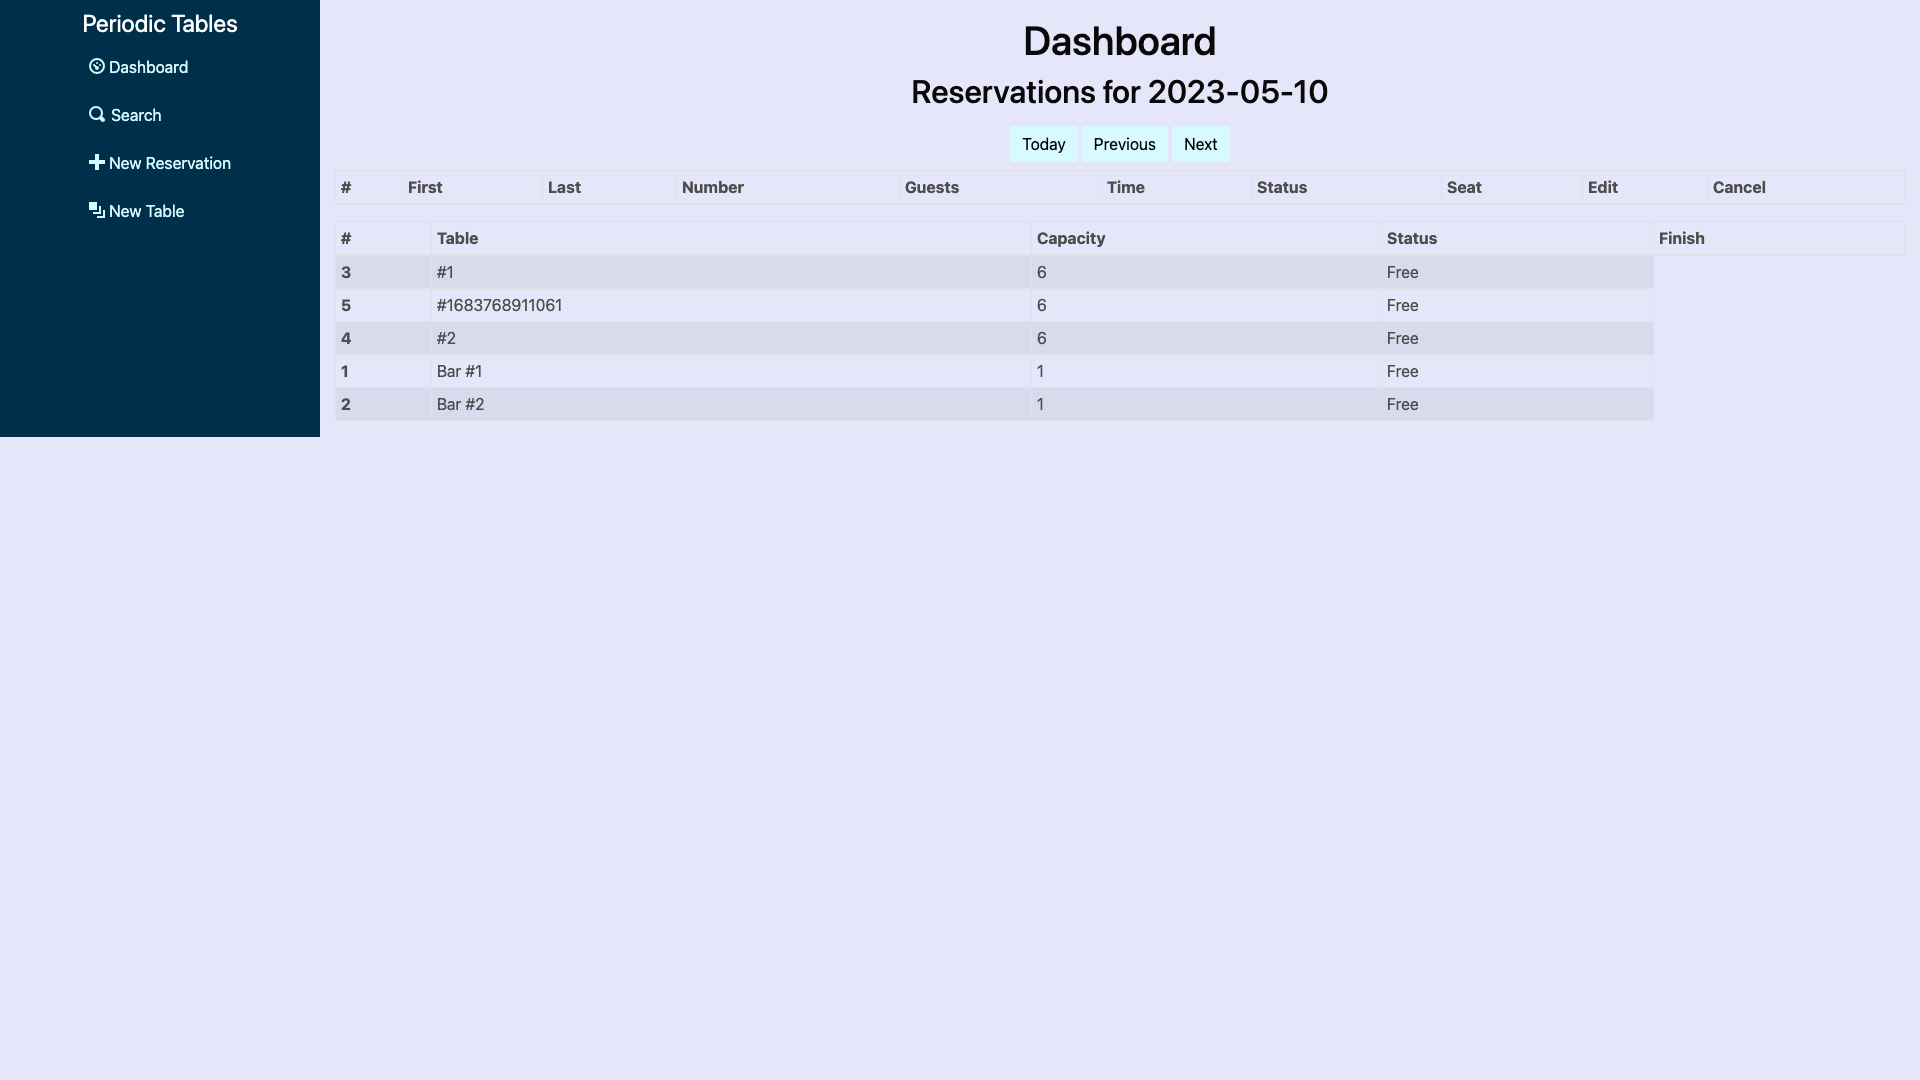 Periodic Tables
Dashboard
Search
New Reservation
New Table
Dashboard
Reservations for 2023-05-10
Today Previous Next
# First Last Number Guests Time Status Seat Edit Cancel
# Table Capacity Status Finish
3 #1 6 Free
5 #1683768911061 6 Free
4 #2 6 Free
1 Bar #1 1 Free
2 Bar #2 1 Free